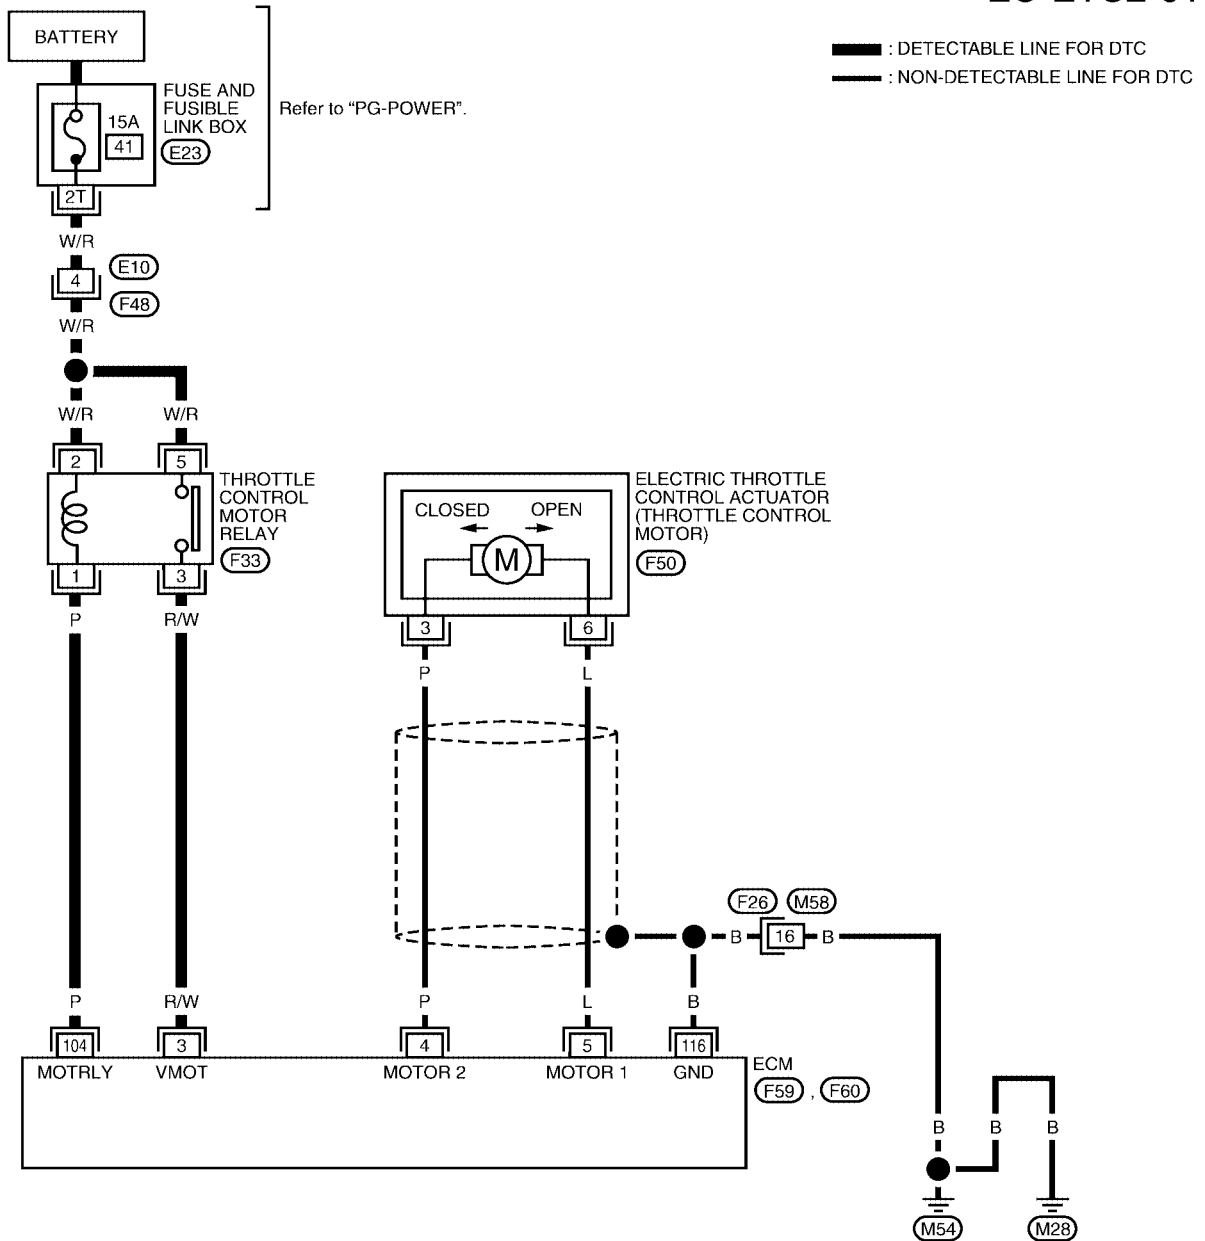 BATTERY
: DETECTABLE LINE FOR DTC
: NON-DETECTABLE LINE FOR DTC
FUSE AND
FUSIBLE
LINK BOX
E23
15A
41
Refer to “PG-POWER”.
2T
W/R
4
E10
F48
W/R
W/R
W/R
2
5
THROTTLE
CONTROL
MOTOR
RELAY
F33
1
3
P
R/W
CLOSED
OPEN
M
ELECTRIC THROTTLE
CONTROL ACTUATOR
(THROTTLE CONTROL
MOTOR)
F50
3
6
P
L
F26
M58
B
16
B
P
R/W
P
L
B
104
3
4
5
116
MOTRLY
VMOT
MOTOR 2
MOTOR 1
GND
ECM
F59 , F60
B
B
B
M54
M28